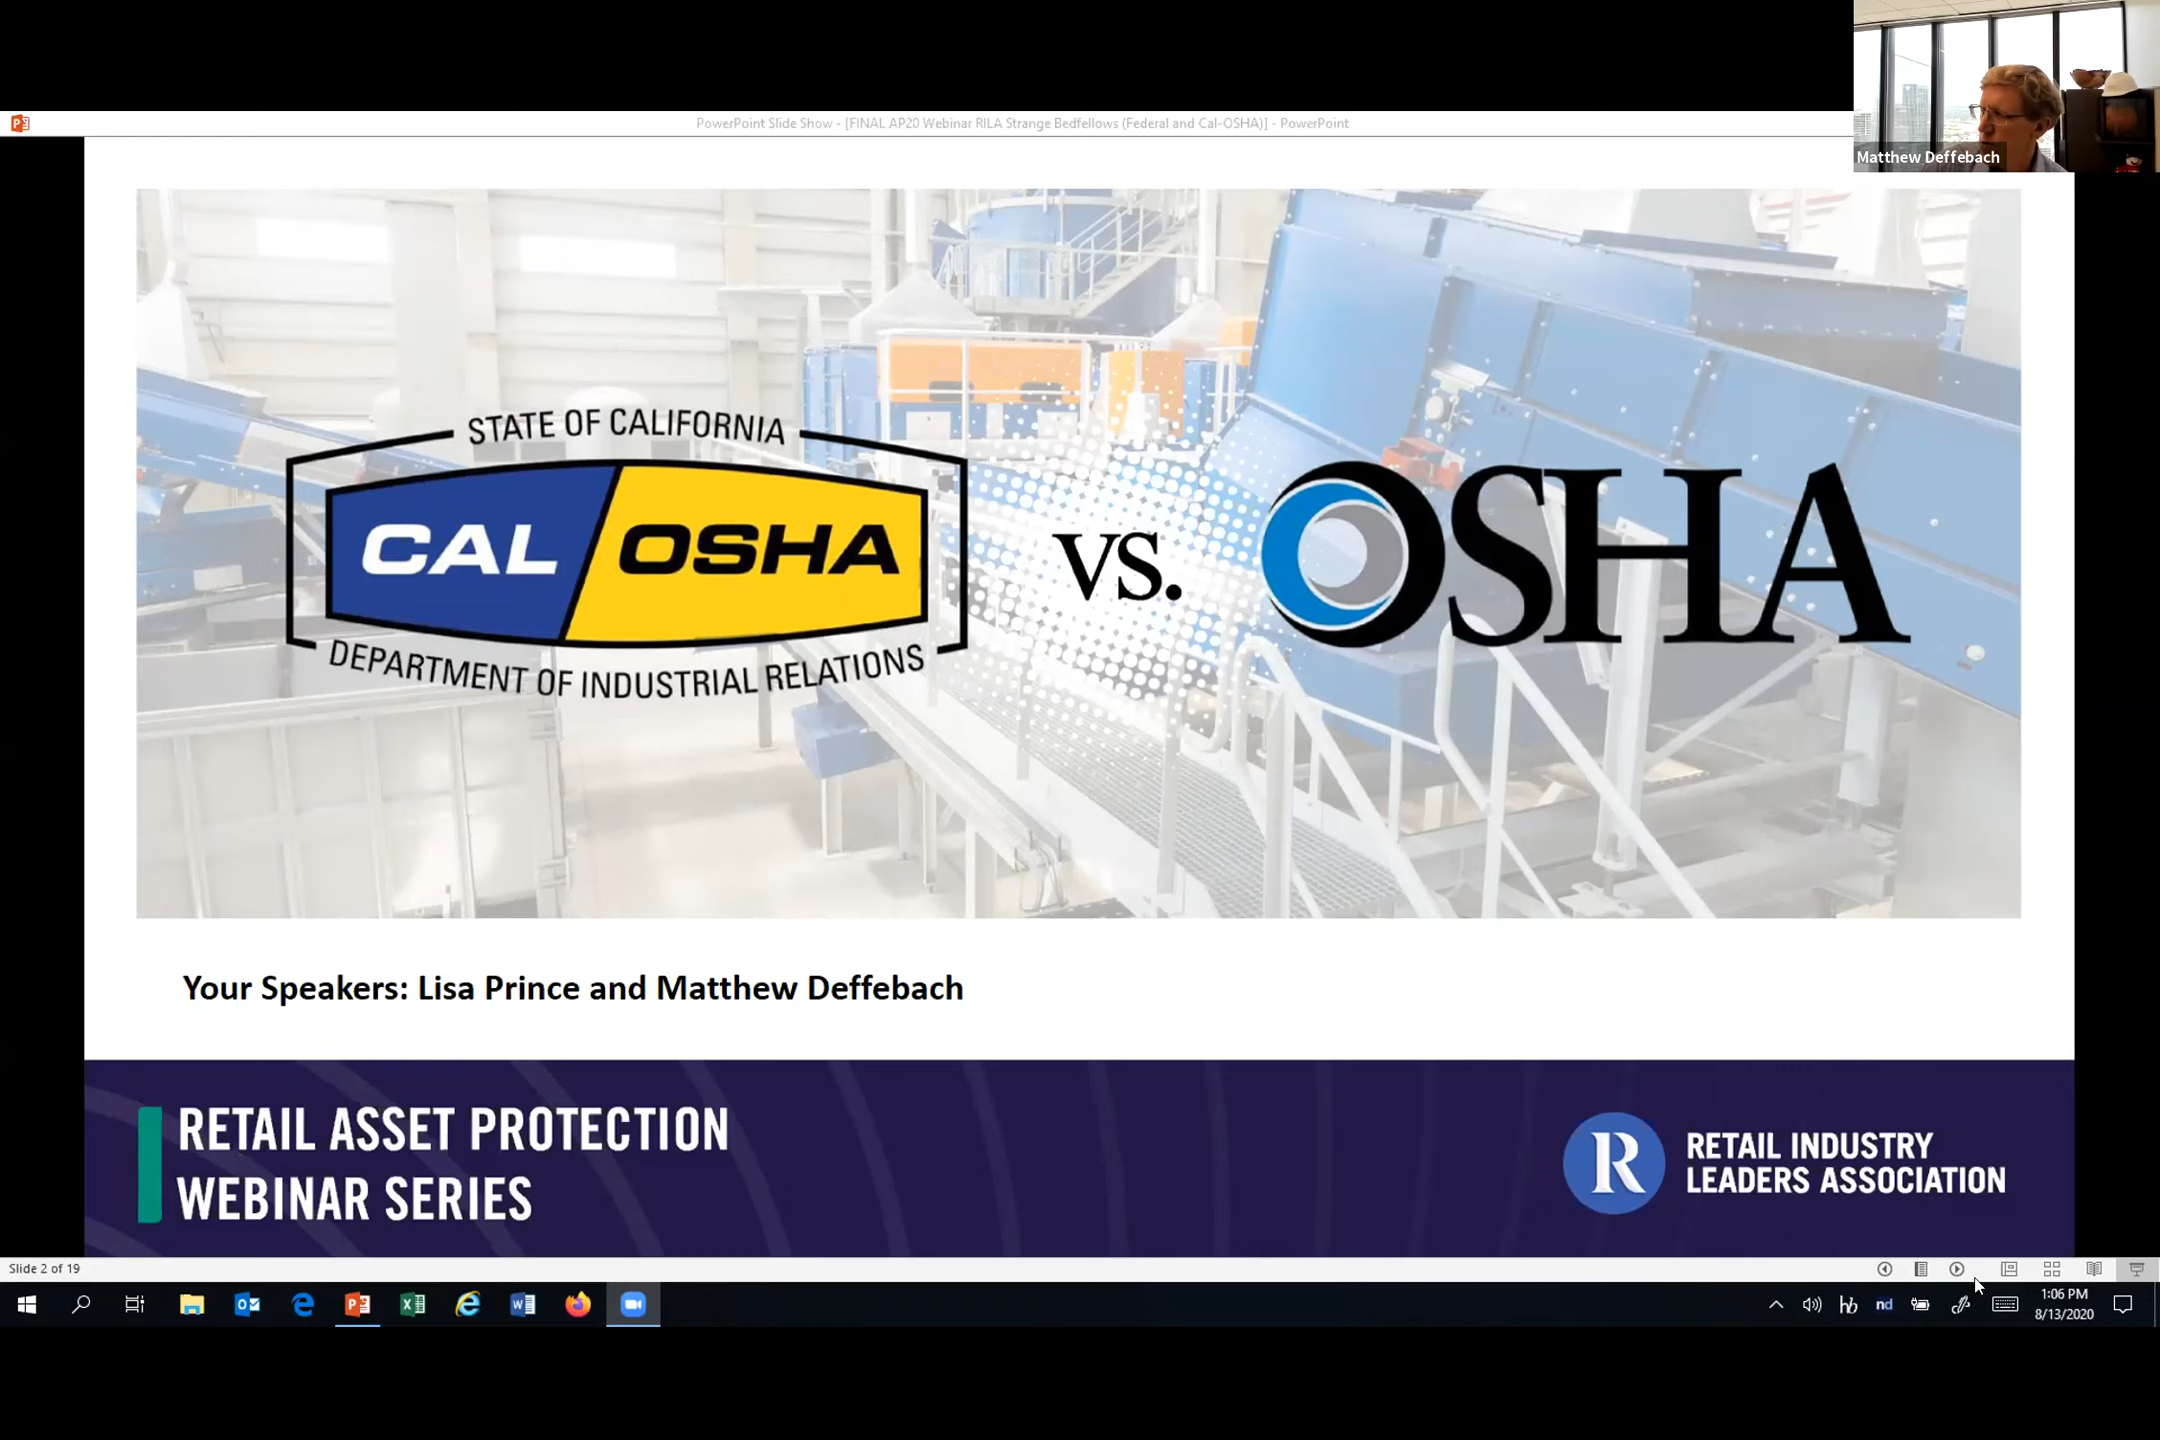 PowerPoint Slide Show - [FINAL AP20 Webinar RILA Strange Bedfellows (Federal and Cal-OSHA)] - PowerPoint
Matthew Deffebach
STATE OF CALIFORNIA
CAL OSHA
DEPARTMENT OF INDUSTRIAL RELATIONS
vs.
OSHA
Your Speakers: Lisa Prince and Matthew Deffebach
RETAIL ASSET PROTECTION
WEBINAR SERIES
R
RETAIL INDUSTRY
LEADERS ASSOCIATION
Slide 2 of 19
hb
nd
1:06 PM
8/13/2020